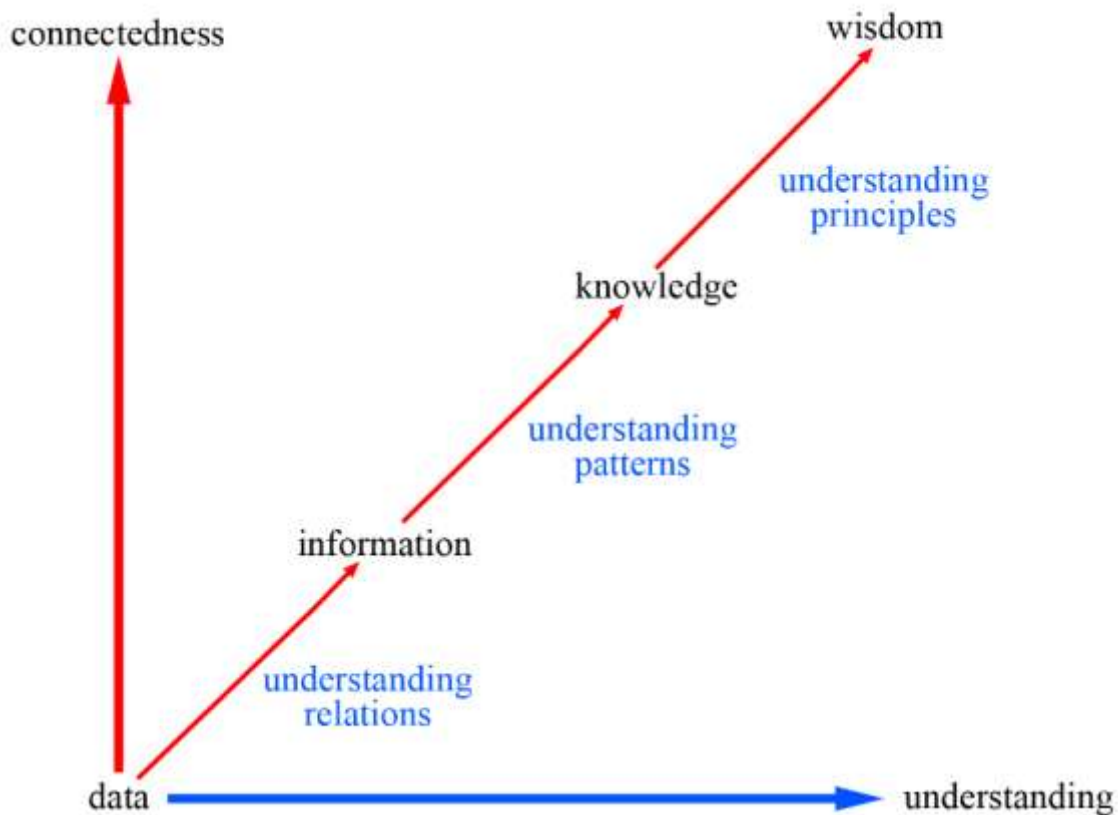 connectedness
wisdom
understanding
principles
knowledge
understanding
patterns
information
understanding
relations
data
understanding